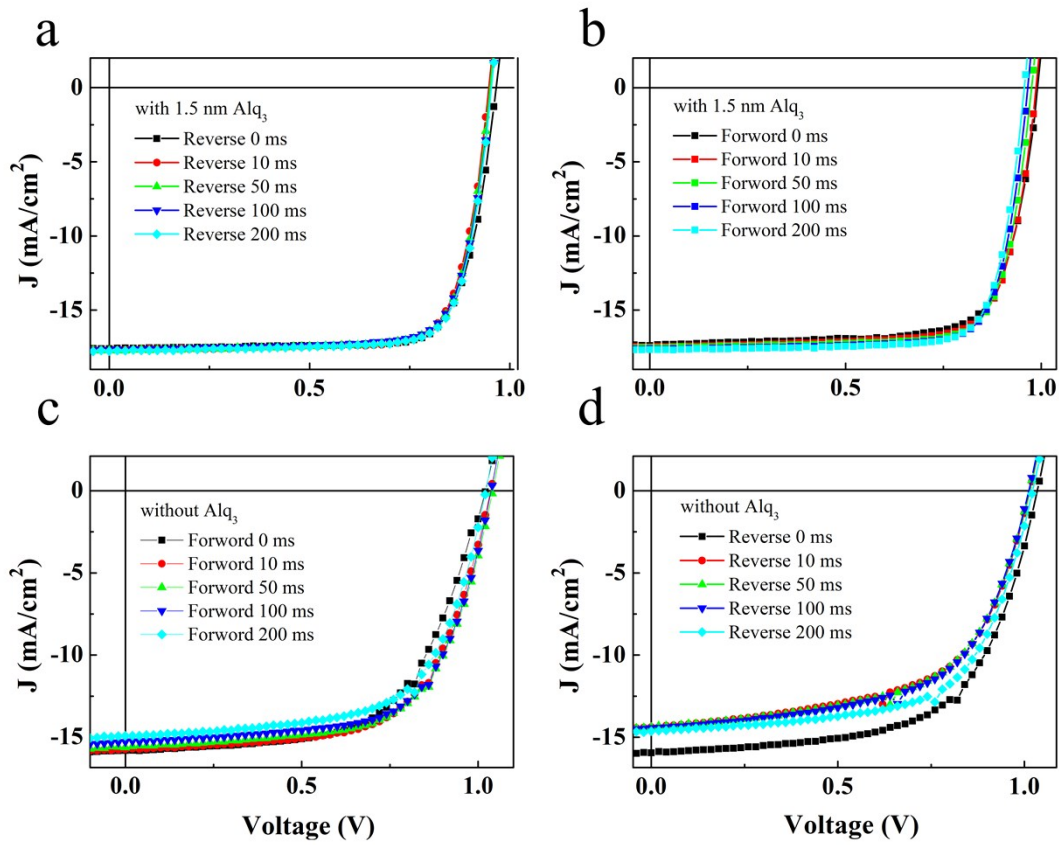 a
b
0
-5
-10
-15
J (mA/cm²)
with 1.5 nm Alq₃
Reverse 0 ms
Reverse 10 ms
Reverse 50 ms
Reverse 100 ms
Reverse 200 ms
0.0
0.5
1.0
0
-5
-10
-15
J (mA/cm²)
with 1.5 nm Alq₃
Forword 0 ms
Forword 10 ms
Forword 50 ms
Forword 100 ms
Forword 200 ms
0.0
0.5
1.0
c
d
0
-5
-10
-15
J (mA/cm²)
without Alq₃
Forword 0 ms
Forword 10 ms
Forword 50 ms
Forword 100 ms
Forword 200 ms
0.0
0.5
1.0
Voltage (V)
0
-5
-10
-15
J (mA/cm²)
without Alq₃
Reverse 0 ms
Reverse 10 ms
Reverse 50 ms
Reverse 100 ms
Reverse 200 ms
0.0
0.5
1.0
Voltage (V)